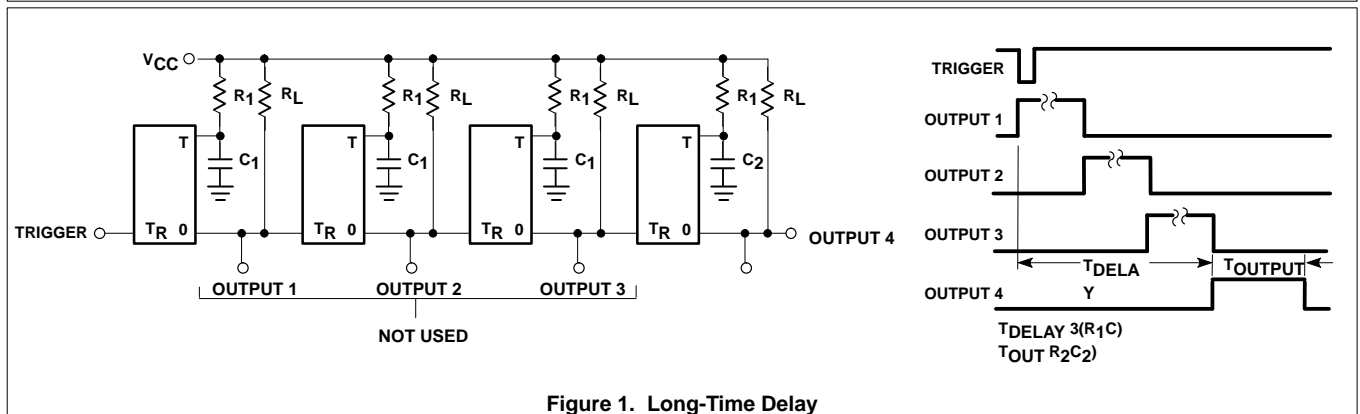 VCC
R1 RL R1 RL R1 RL R1 RL
T T T T
C1 C1 C1 C2
TRIGGER TR 0 TR 0 TR 0 TR 0 OUTPUT 4
OUTPUT 1 OUTPUT 2 OUTPUT 3
NOT USED
TRIGGER
OUTPUT 1
OUTPUT 2
OUTPUT 3
TDELA
Y
TOUTPUT
OUTPUT 4
TDELAY 3(R1C)
TOUT R2C2)
Figure 1. Long-Time Delay